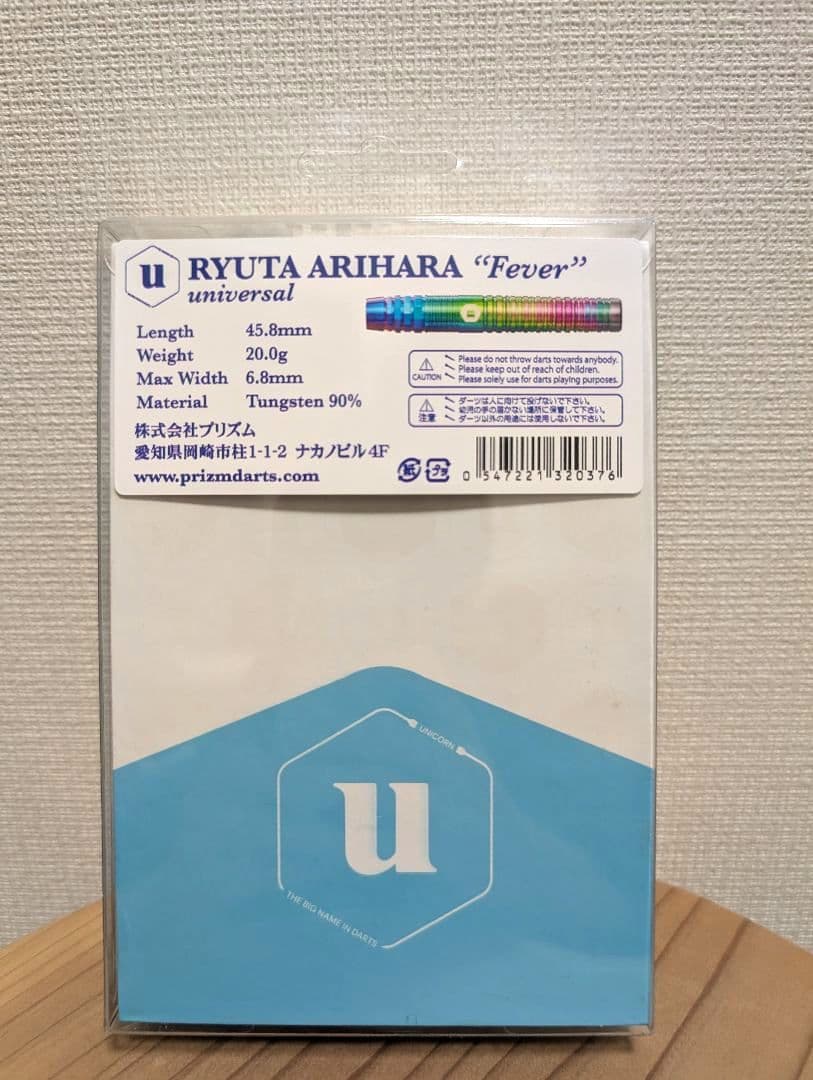 u RYUTA ARIHARA “Fever”
universal
Length 45.8mm
Weight 20.0g
Max Width 6.8mm
Material Tungsten 90%
u
CAUTION
Please do not throw darts towards anybody.
Please keep out of reach of children.
Please solely use for darts playing purposes.
注意
ダーツは人に向けて投げないで下さい。
幼児の手の届かない場所に保管して下さい。
ダーツ以外の用途には使用しないで下さい。
株式会社プリズム
愛知県岡崎市柱1-1-2 ナカノビル4F
www.prizmdarts.com
紙 プラ
0 547221 320376
UNICORN
u
THE BIG NAME IN DARTS